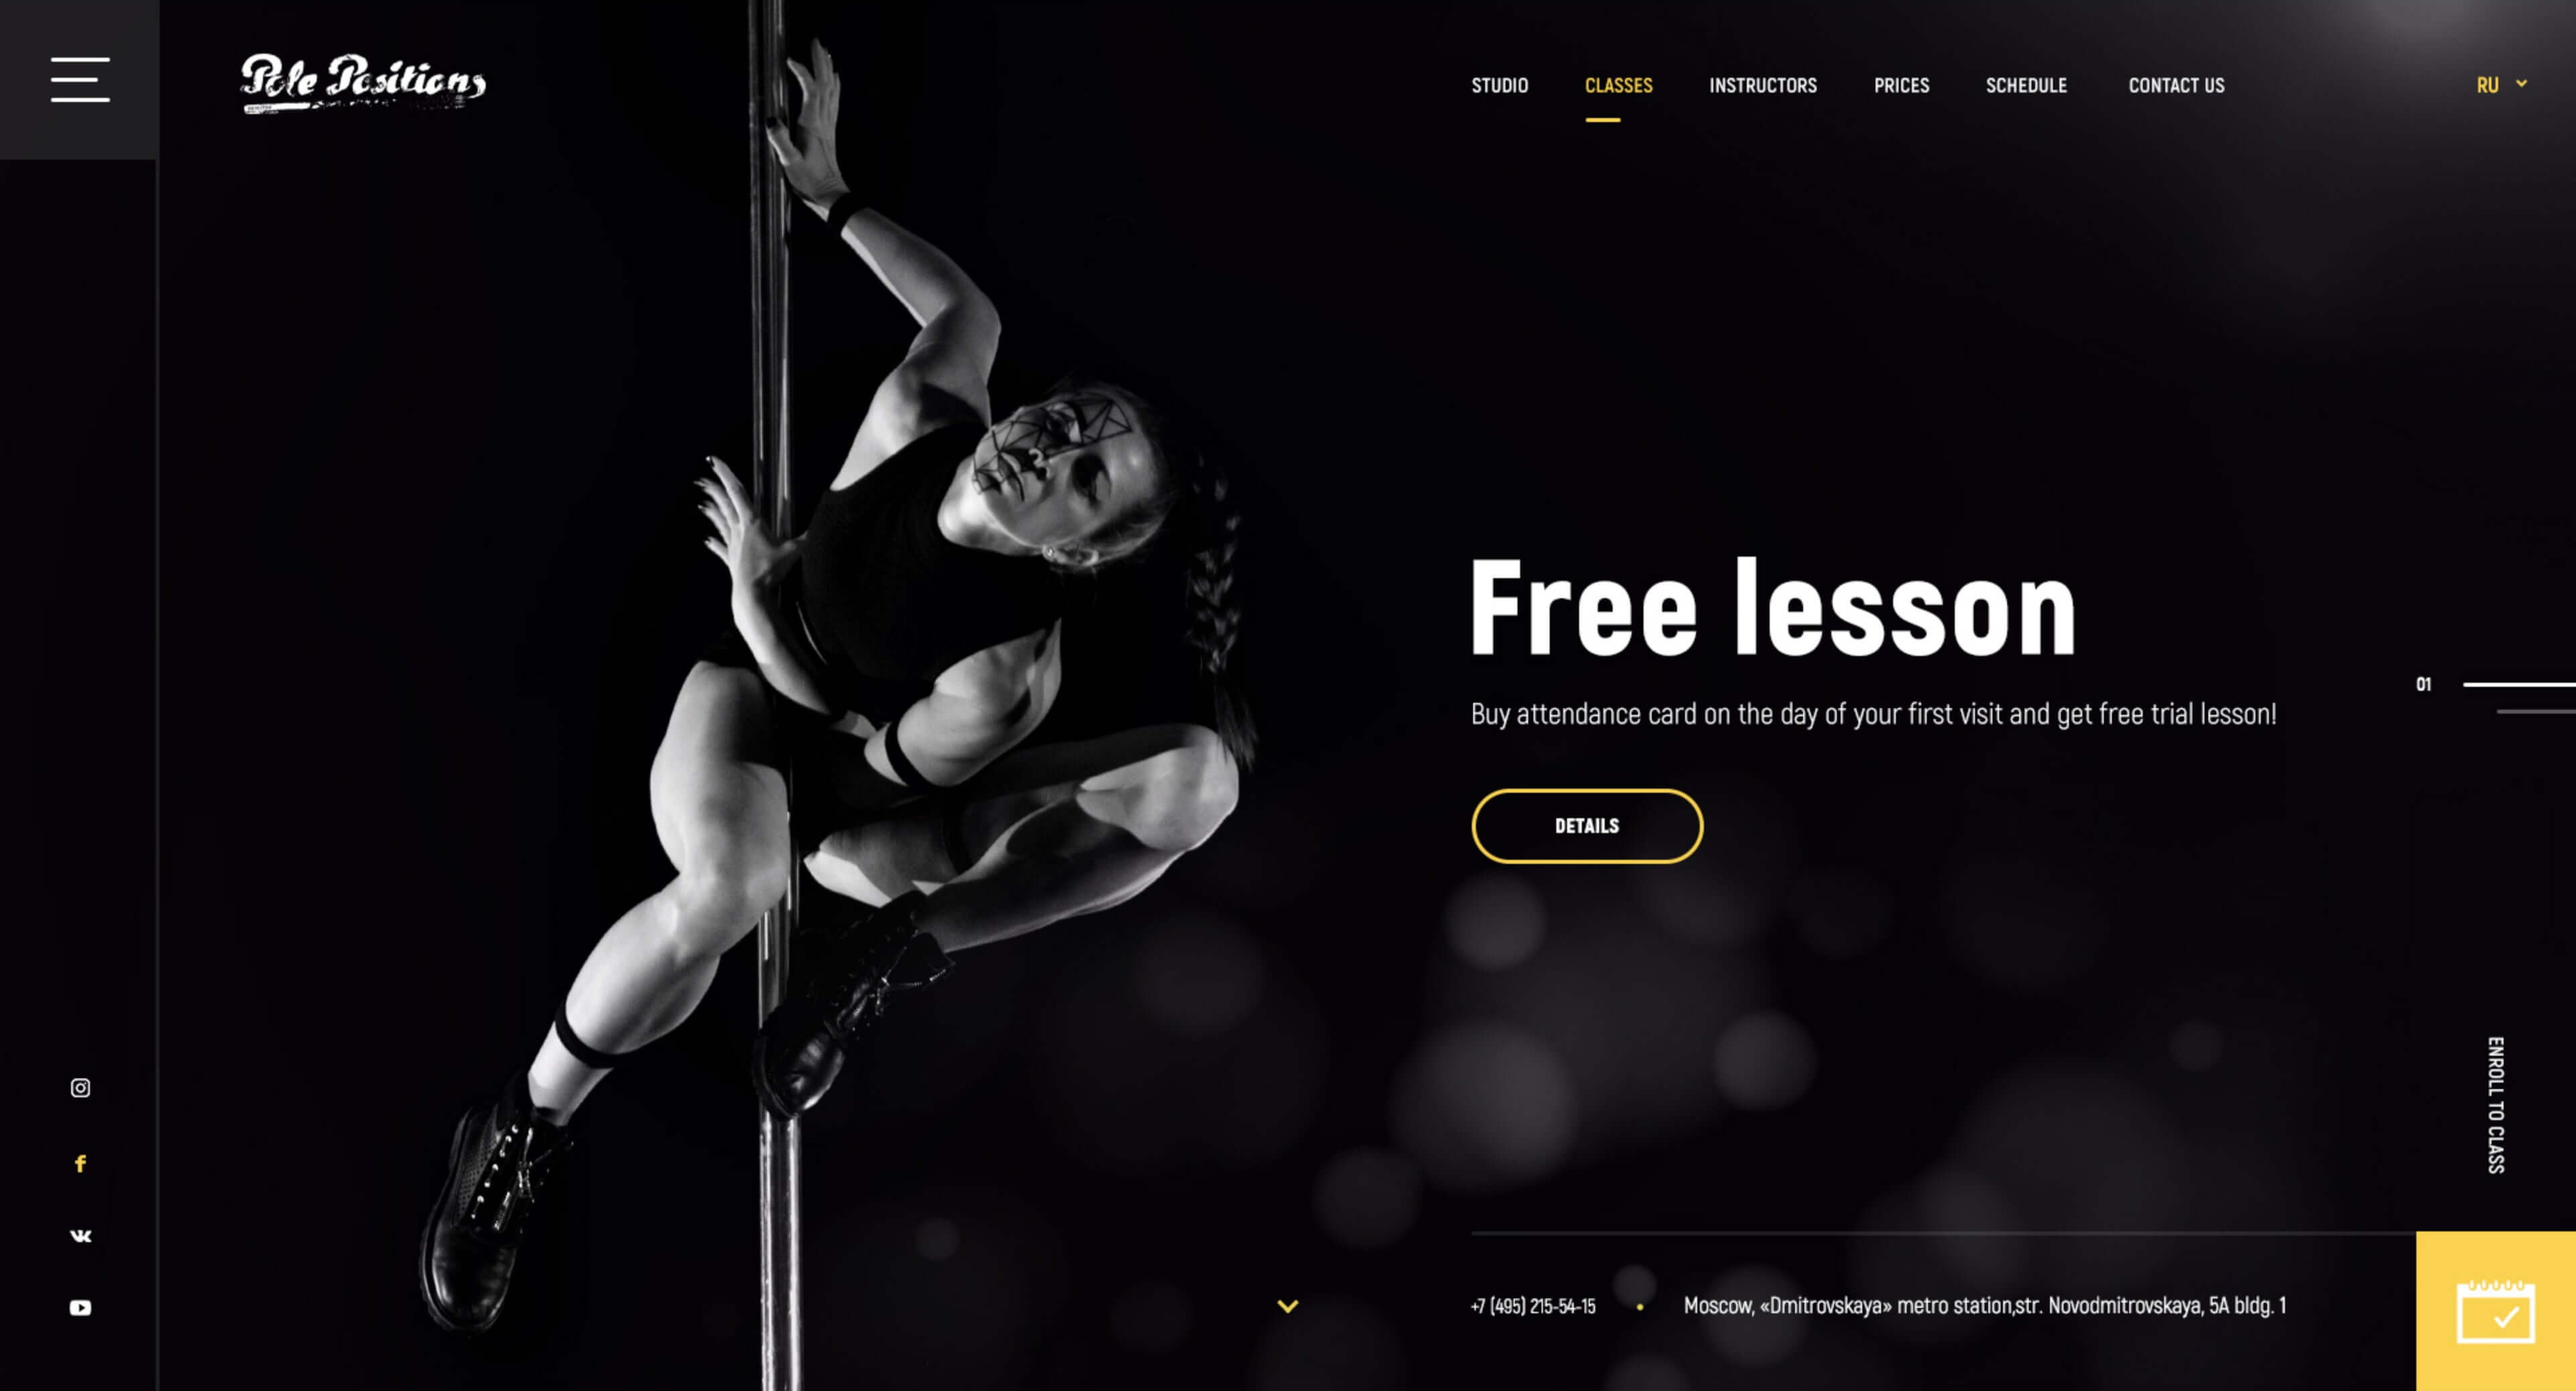 Pole Positions
STUDIO
CLASSES
INSTRUCTORS
PRICES
SCHEDULE
CONTACT US
RU
Free lesson
Buy attendance card on the day of your first visit and get free trial lesson!
01
DETAILS
ENROLL TO CLASS
+7 (495) 215-54-15 • Moscow, «Dmitrovskaya» metro station,str. Novodmitrovskaya, 5A bldg. 1